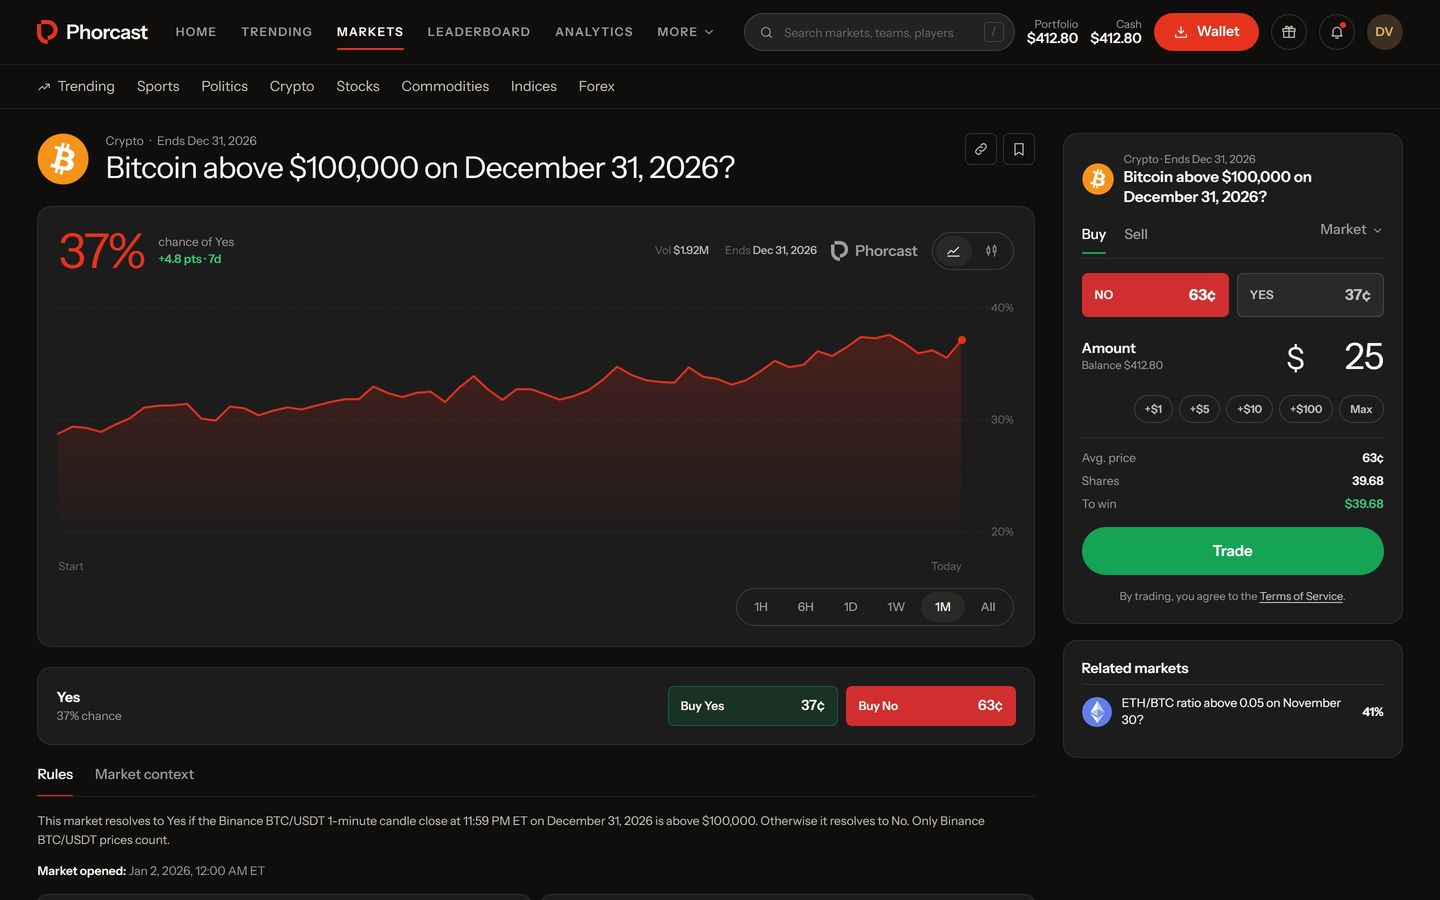 Phorcast
HOME TRENDING MARKETS LEADERBOARD ANALYTICS MORE
Search markets, teams, players /
Portfolio $412.80
Cash $412.80
Wallet
DV
Trending Sports Politics Crypto Stocks Commodities Indices Forex
Crypto · Ends Dec 31, 2026
Bitcoin above $100,000 on December 31, 2026?
37%
chance of Yes
+4.8 pts · 7d
Vol $1.92M Ends Dec 31, 2026 Phorcast
40%
30%
20%
Start Today
1H 6H 1D 1W 1M All
Yes
37% chance
Buy Yes 37¢
Buy No 63¢
Rules Market context
This market resolves to Yes if the Binance BTC/USDT 1-minute candle close at 11:59 PM ET on December 31, 2026 is above $100,000. Otherwise it resolves to No. Only Binance
BTC/USDT prices count.
Market opened: Jan 2, 2026, 12:00 AM ET
Crypto · Ends Dec 31, 2026
Bitcoin above $100,000 on
December 31, 2026?
Buy Sell Market
NO 63¢
YES 37¢
Amount
Balance $412.80
$ 25
+$1 +$5 +$10 +$100 Max
Avg. price 63¢
Shares 39.68
To win $39.68
Trade
By trading, you agree to the Terms of Service.
Related markets
ETH/BTC ratio above 0.05 on November
30?
41%